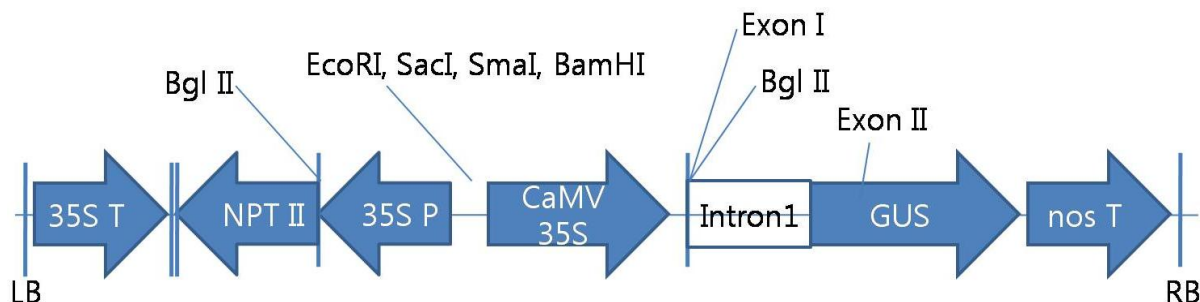 Exon I
EcoRI, SacI, SmaI, BamHI
Bgl II
Bgl II
Exon II
35S T
NPT II
35S P
CaMV
35S
Intron1
GUS
nos T
LB
RB